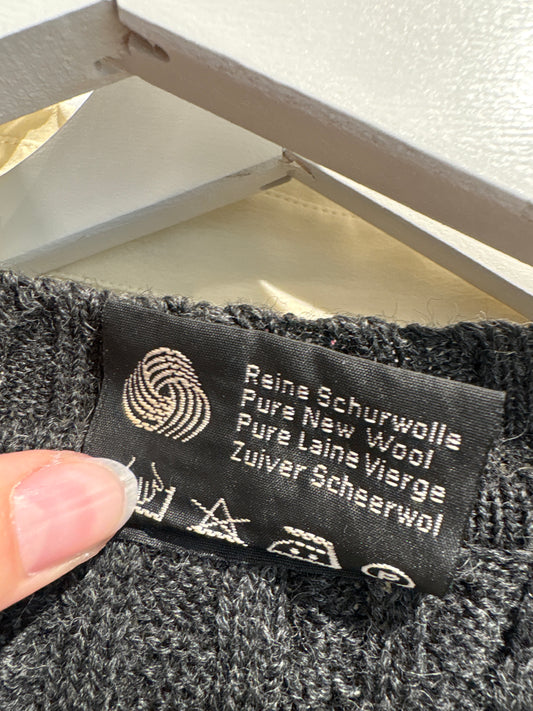 Reine Schurwolle
Pure New Wool
Pure Laine Vierge
Zuiver Scheerwol
P